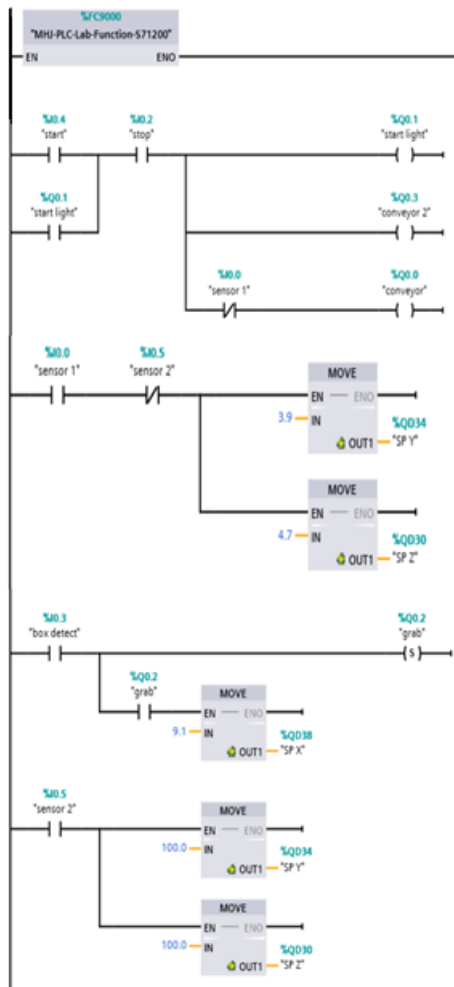 %FC9000
"MHJ-PLC-Lab-Function-S71200"
EN ENO
%I0.4 %I0.2 %Q0.1
"start" "stop" "start light"
%Q0.1 %Q0.3
"start light" "conveyor 2"
%I0.0 %Q0.0
"sensor 1" "conveyor"
%I0.0 %I0.5
"sensor 1" "sensor 2"
MOVE
EN ENO
3.9 IN %QD34
OUT1 "SP Y"
MOVE
EN ENO
4.7 IN %QD30
OUT1 "SP Z"
%I0.3 %Q0.2
"box detect" "grab"
S
%Q0.2
"grab" MOVE
EN ENO
9.1 IN %QD38
OUT1 "SP X"
%I0.5
"sensor 2" MOVE
EN ENO
100.0 IN %QD34
OUT1 "SP Y"
MOVE
EN ENO
100.0 IN %QD30
OUT1 "SP Z"